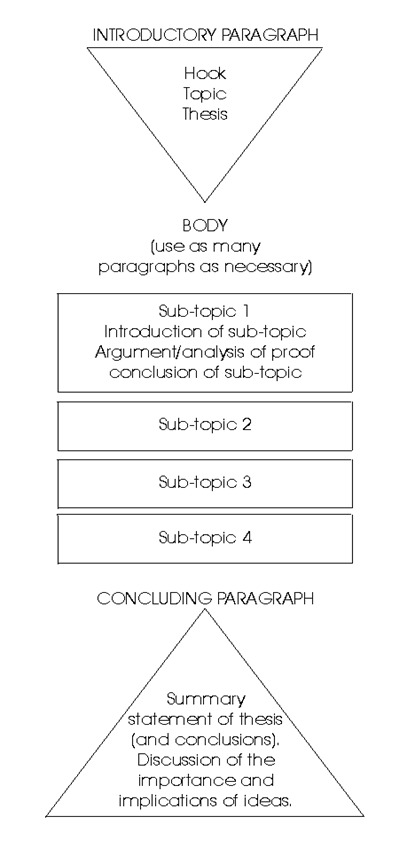 INTRODUCTORY PARAGRAPH
Hook
Topic
Thesis
BODY
(use as many
paragraphs as necessary)
Sub-topic 1
Introduction of sub-topic
Argument/analysis of proof
conclusion of sub-topic
Sub-topic 2
Sub-topic 3
Sub-topic 4
CONCLUDING PARAGRAPH
Summary
statement of thesis
(and conclusions).
Discussion of the
importance and
implications of ideas.